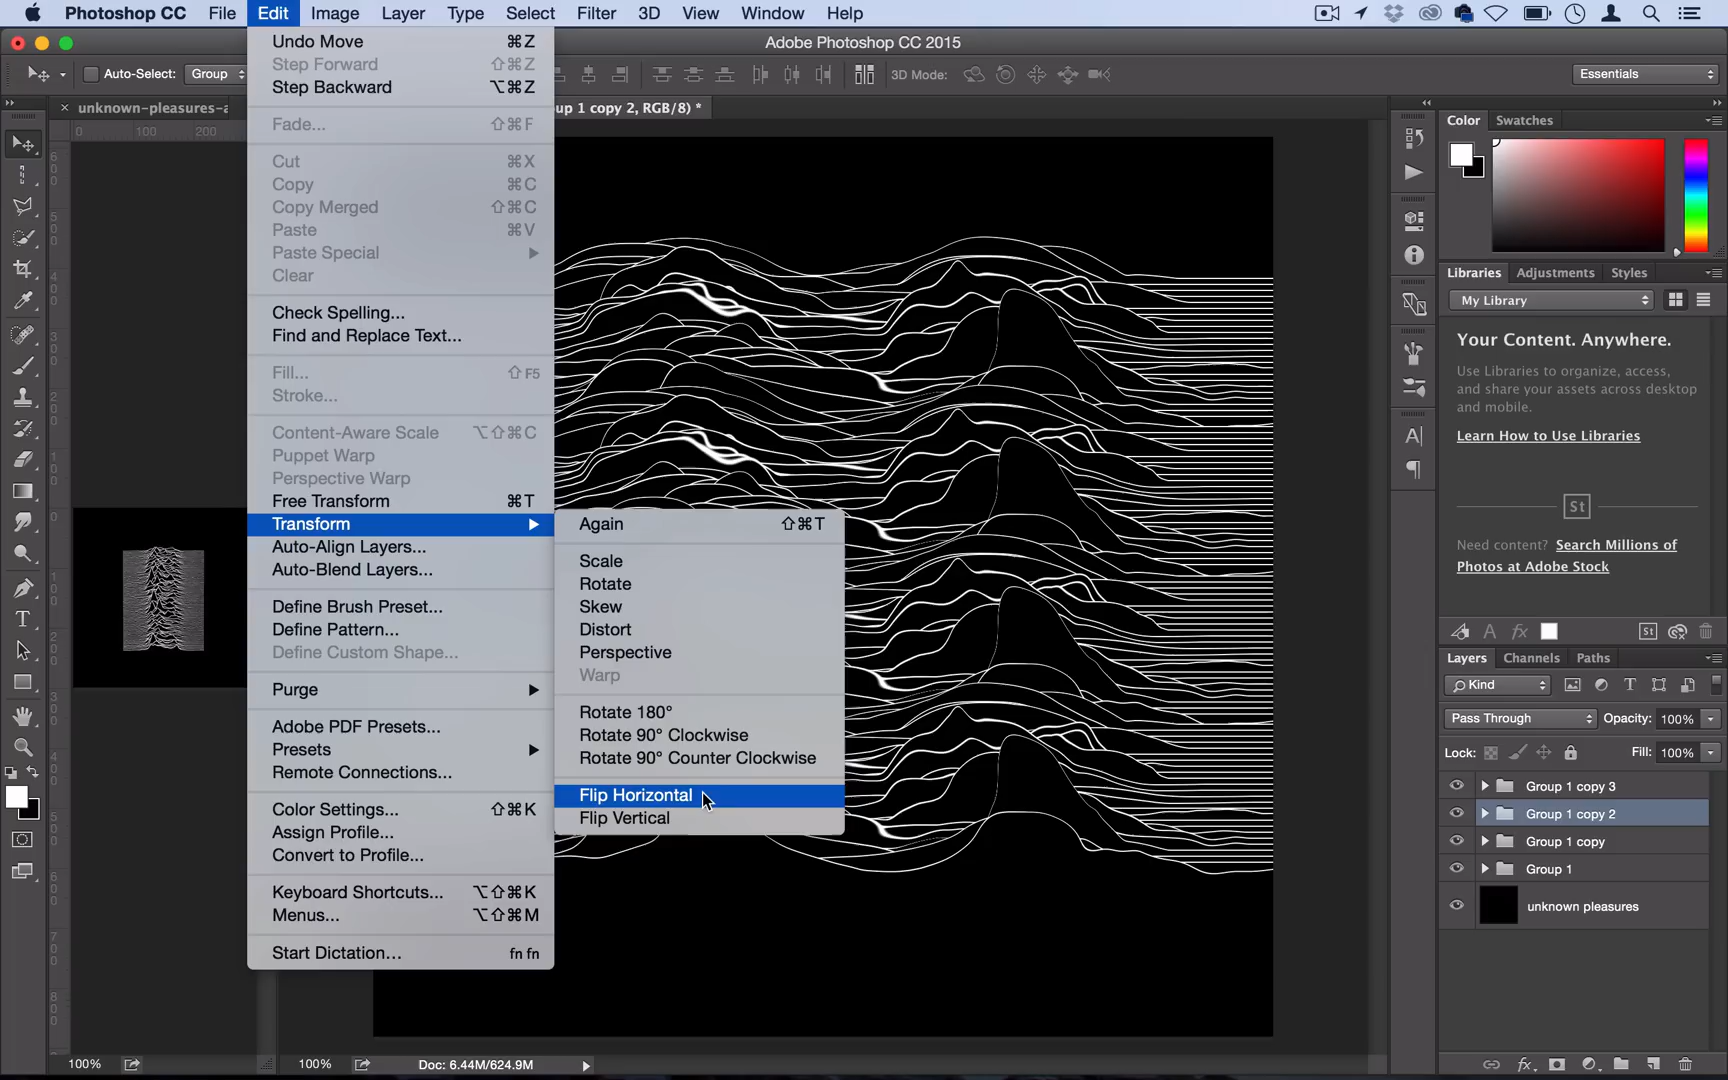 Photoshop CC File Edit Image Layer Type Select Filter 3D View Window Help
Adobe Photoshop CC 2015
Auto-Select: Group 3D Mode: Essentials
× unknown-pleasures-a
up 1 copy 2, RGB/8) *
0 100 200
Undo Move ⌘Z
Step Forward ⇧⌘Z
Step Backward ⌥⌘Z
Fade... ⇧⌘F
Cut ⌘X
Copy ⌘C
Copy Merged ⇧⌘C
Paste ⌘V
Paste Special
Clear
Check Spelling...
Find and Replace Text...
Fill... ⇧F5
Stroke...
Content-Aware Scale ⌥⇧⌘C
Puppet Warp
Perspective Warp
Free Transform ⌘T
Transform
Auto-Align Layers...
Auto-Blend Layers...
Define Brush Preset...
Define Pattern...
Define Custom Shape...
Purge
Adobe PDF Presets...
Presets
Remote Connections...
Color Settings... ⇧⌘K
Assign Profile...
Convert to Profile...
Keyboard Shortcuts... ⌥⇧⌘K
Menus... ⌥⇧⌘M
Start Dictation... fn fn
Again ⇧⌘T
Scale
Rotate
Skew
Distort
Perspective
Warp
Rotate 180°
Rotate 90° Clockwise
Rotate 90° Counter Clockwise
Flip Horizontal
Flip Vertical
Color Swatches
Libraries Adjustments Styles
My Library
Your Content. Anywhere.
Use Libraries to organize, access,
and share your assets across desktop
and mobile.
Learn How to Use Libraries
St
Need content? Search Millions of
Photos at Adobe Stock
A fx St
Layers Channels Paths
Kind
Pass Through Opacity: 100%
Lock: Fill: 100%
Group 1 copy 3
Group 1 copy 2
Group 1 copy
Group 1
unknown pleasures
fx
100%
100% Doc: 6.44M/624.9M